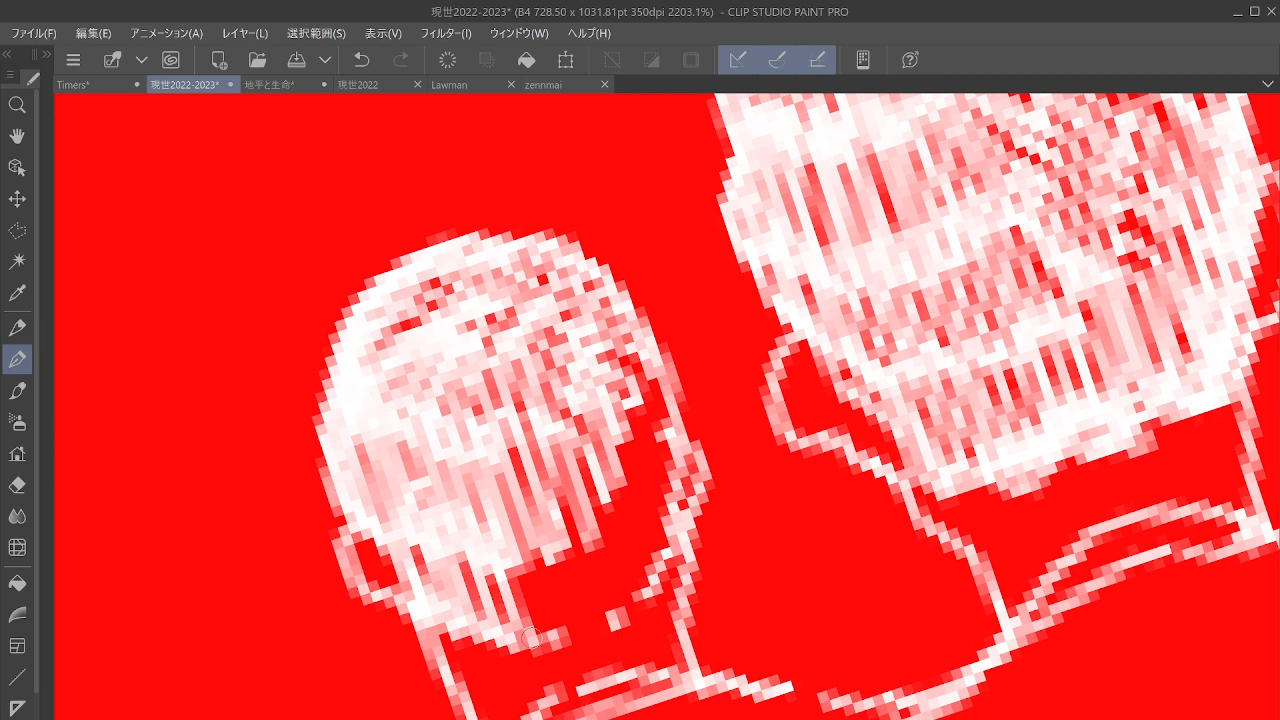 現世2022-2023* (B4 728.50 x 1031.81pt 350dpi 2203.1%) - CLIP STUDIO PAINT PRO
ファイル(F) 編集(E) アニメーション(A) レイヤー(L) 選択範囲(S) 表示(V) フィルター(I) ウィンドウ(W) ヘルプ(H)
Timers* 現世2022-2023* 地平と生命* 現世2022 Lawman zennmai